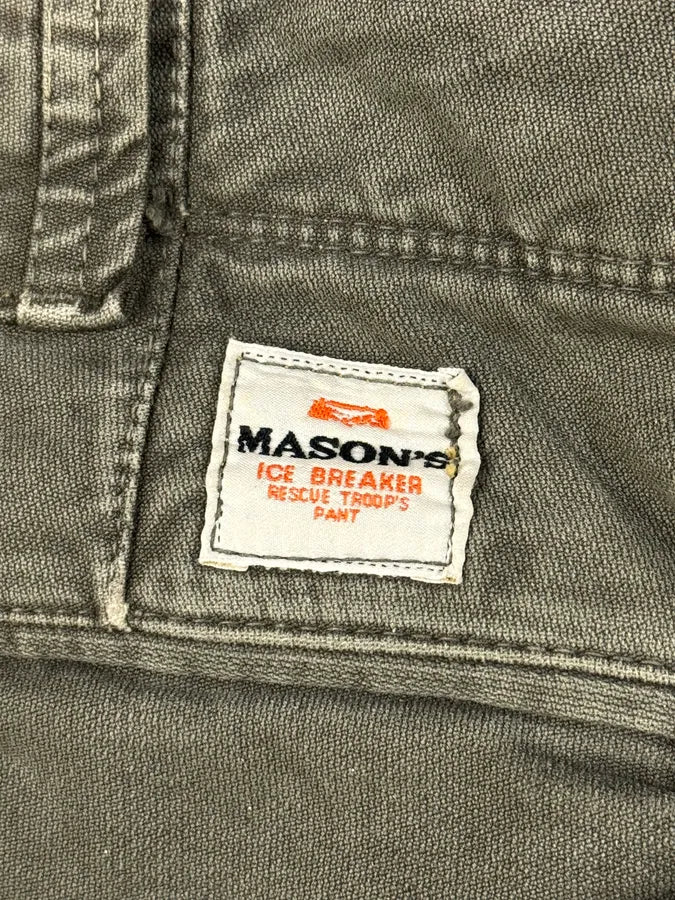 MASON'S
ICE BREAKER
RESCUE TROOP'S
PANT